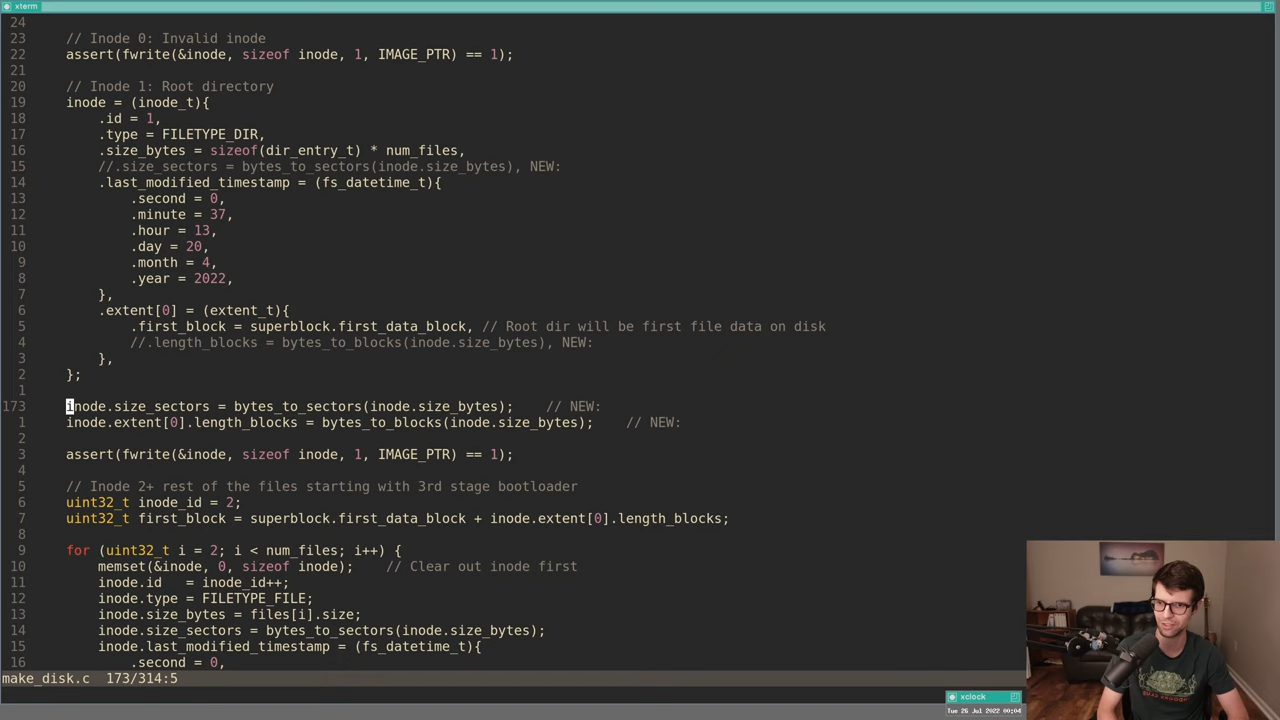 xterm
24
23 // Inode 0: Invalid inode
22 assert(fwrite(&inode, sizeof inode, 1, IMAGE_PTR) == 1);
21
20 // Inode 1: Root directory
19 inode = (inode_t){
18 .id = 1,
17 .type = FILETYPE_DIR,
16 .size_bytes = sizeof(dir_entry_t) * num_files,
15 //.size_sectors = bytes_to_sectors(inode.size_bytes), NEW:
14 .last_modified_timestamp = (fs_datetime_t){
13 .second = 0,
12 .minute = 37,
11 .hour = 13,
10 .day = 20,
9 .month = 4,
8 .year = 2022,
7 },
6 .extent[0] = (extent_t){
5 .first_block = superblock.first_data_block, // Root dir will be first file data on disk
4 //.length_blocks = bytes_to_blocks(inode.size_bytes), NEW:
3 },
2 };
1
173 inode.size_sectors = bytes_to_sectors(inode.size_bytes); // NEW:
1 inode.extent[0].length_blocks = bytes_to_blocks(inode.size_bytes); // NEW:
2
3 assert(fwrite(&inode, sizeof inode, 1, IMAGE_PTR) == 1);
4
5 // Inode 2+ rest of the files starting with 3rd stage bootloader
6 uint32_t inode_id = 2;
7 uint32_t first_block = superblock.first_data_block + inode.extent[0].length_blocks;
8
9 for (uint32_t i = 2; i < num_files; i++) {
10 memset(&inode, 0, sizeof inode); // Clear out inode first
11 inode.id = inode_id++;
12 inode.type = FILETYPE_FILE;
13 inode.size_bytes = files[i].size;
14 inode.size_sectors = bytes_to_sectors(inode.size_bytes);
15 inode.last_modified_timestamp = (fs_datetime_t){
16 .second = 0,
make_disk.c 173/314:5
xclock
Tue 26 Jul 2022 00:04